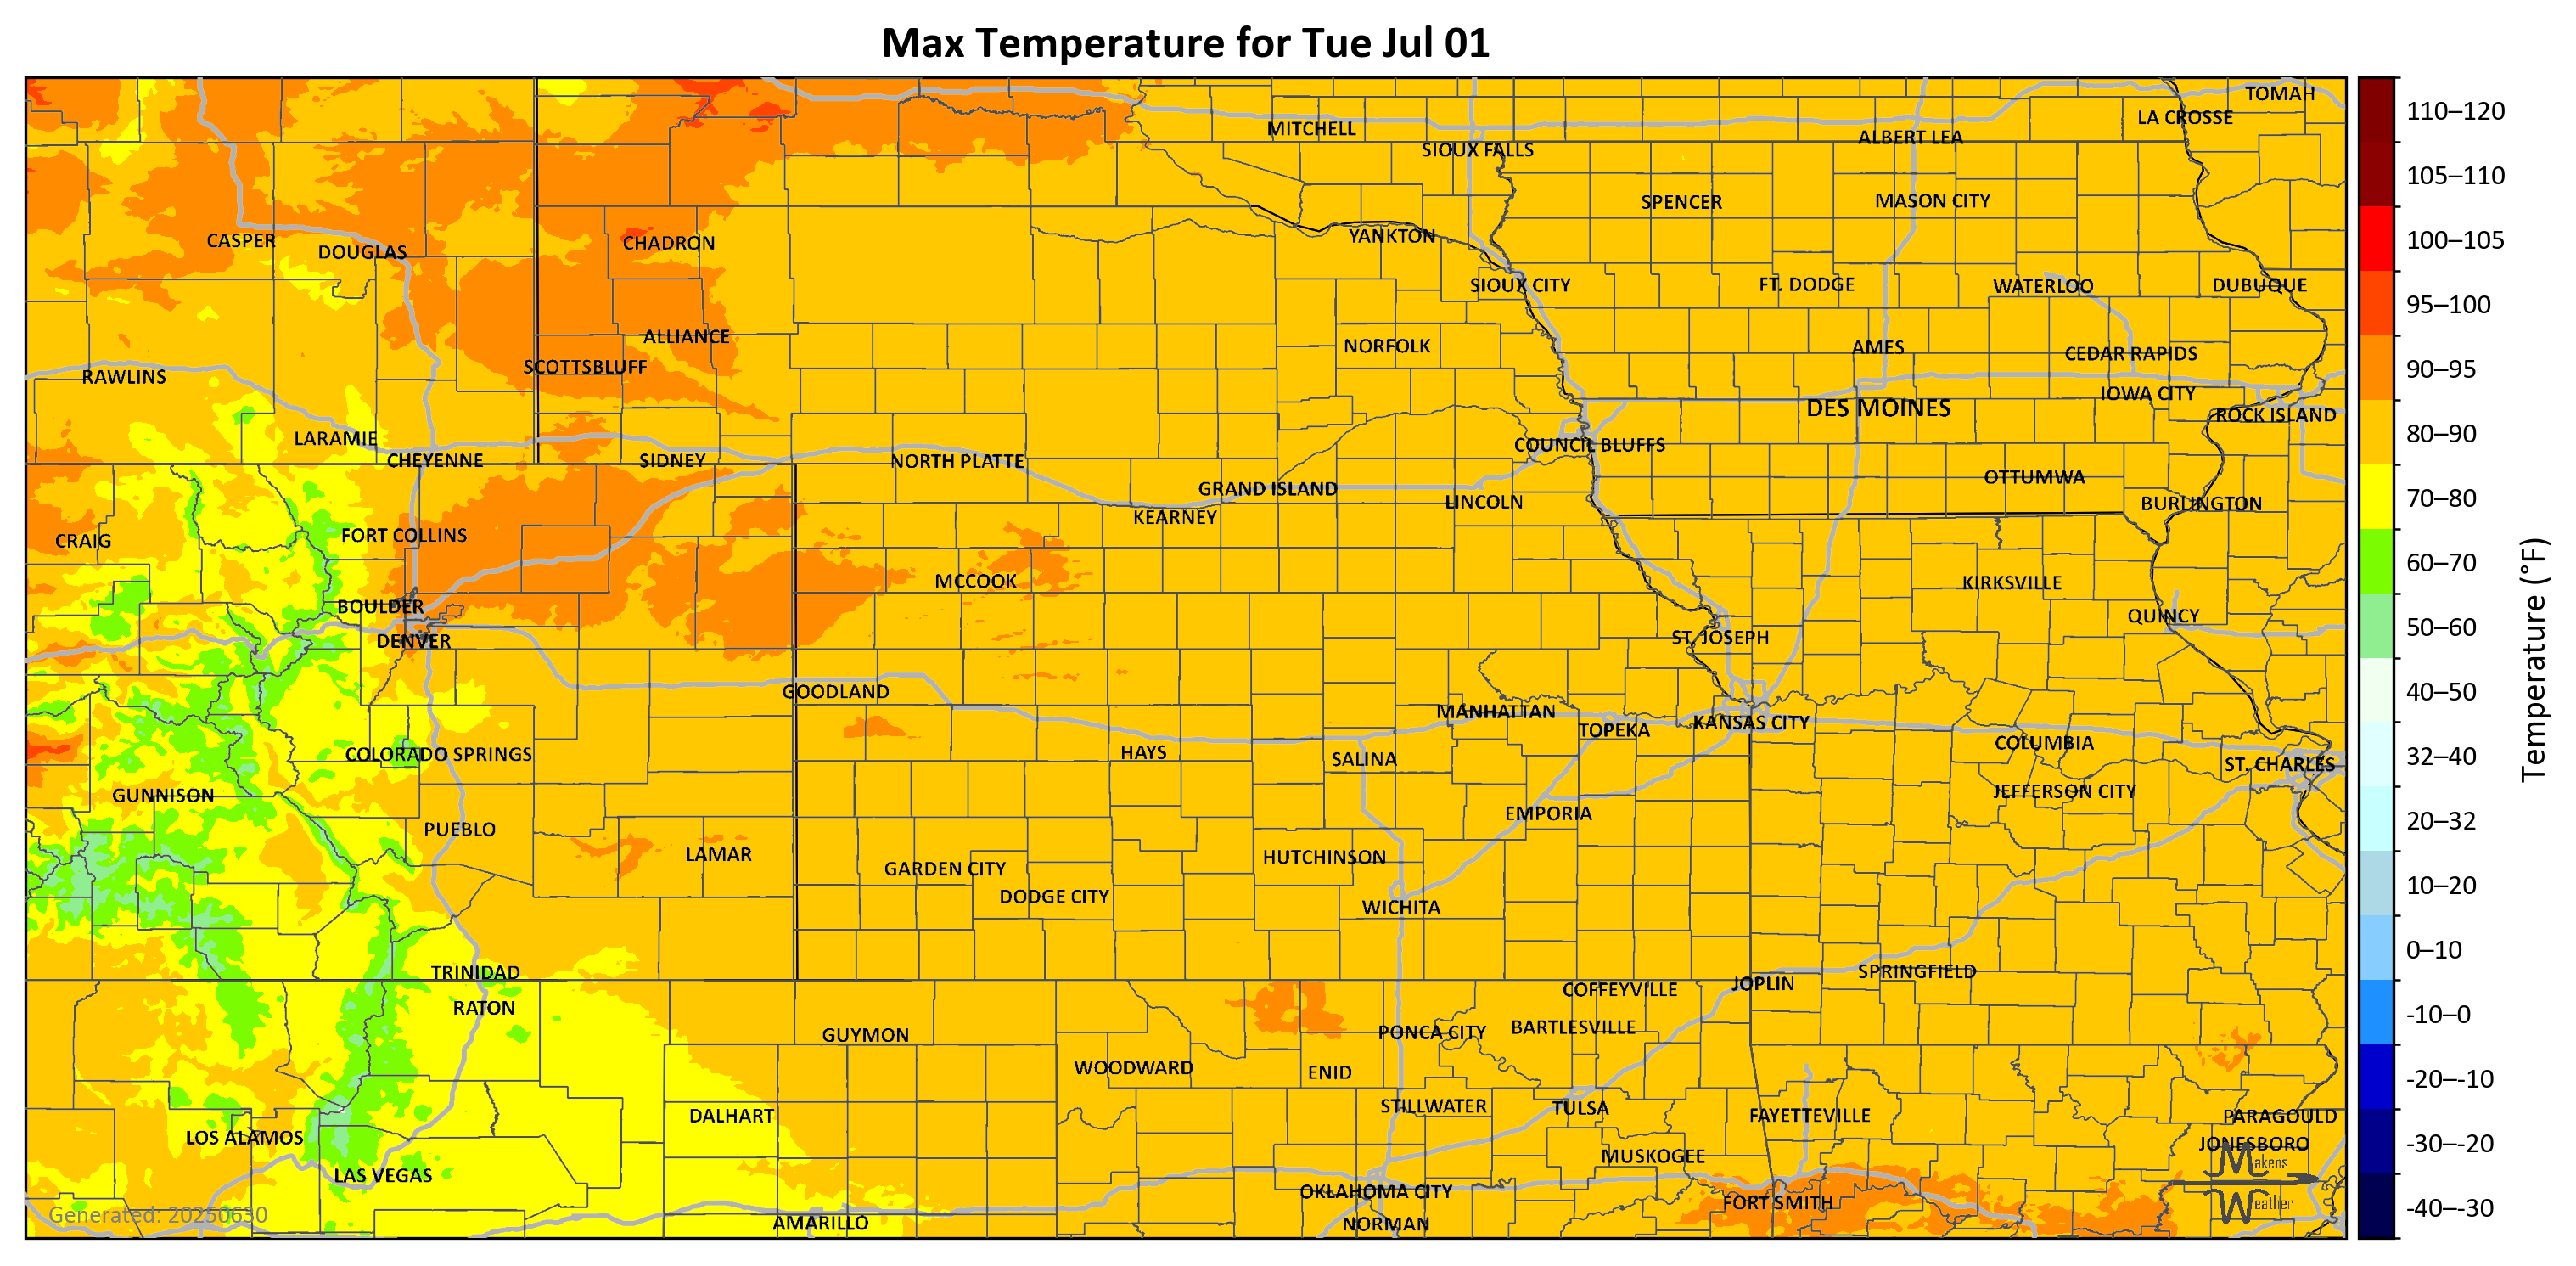 Max Temperature for Tue Jul 01
TOMAH
LA CROSSE
MITCHELL
ALBERT LEA
SIOUX FALLS
SPENCER
MASON CITY
CASPER
DOUGLAS
CHADRON
YANKTON
SIOUX CITY
FT. DODGE
WATERLOO
DUBUQUE
ALLIANCE
NORFOLK
AMES
CEDAR RAPIDS
SCOTTSBLUFF
RAWLINS
IOWA CITY
DES MOINES
ROCK ISLAND
LARAMIE
COUNCIL BLUFFS
CHEYENNE
SIDNEY
NORTH PLATTE
OTTUMWA
GRAND ISLAND
LINCOLN
BURLINGTON
KEARNEY
FORT COLLINS
CRAIG
MCCOOK
KIRKSVILLE
BOULDER
QUINCY
DENVER
ST. JOSEPH
GOODLAND
MANHATTAN
TOPEKA
KANSAS CITY
COLUMBIA
COLORADO SPRINGS
HAYS
SALINA
ST. CHARLES
GUNNISON
JEFFERSON CITY
EMPORIA
PUEBLO
LAMAR
HUTCHINSON
GARDEN CITY
DODGE CITY
WICHITA
TRINIDAD
SPRINGFIELD
JOPLIN
COFFEYVILLE
RATON
GUYMON
PONCA CITY
BARTLESVILLE
WOODWARD
ENID
STILLWATER
TULSA
DALHART
FAYETTEVILLE
PARAGOULD
LOS ALAMOS
JONESBORO
MUSKOGEE
LAS VEGAS
OKLAHOMA CITY
FORT SMITH
AMARILLO
NORMAN
Generated: 20250630
Makens
Weather
110–120
105–110
100–105
95–100
90–95
80–90
70–80
60–70
50–60
40–50
32–40
20–32
10–20
0–10
-10–0
-20–-10
-30–-20
-40–-30
Temperature (°F)